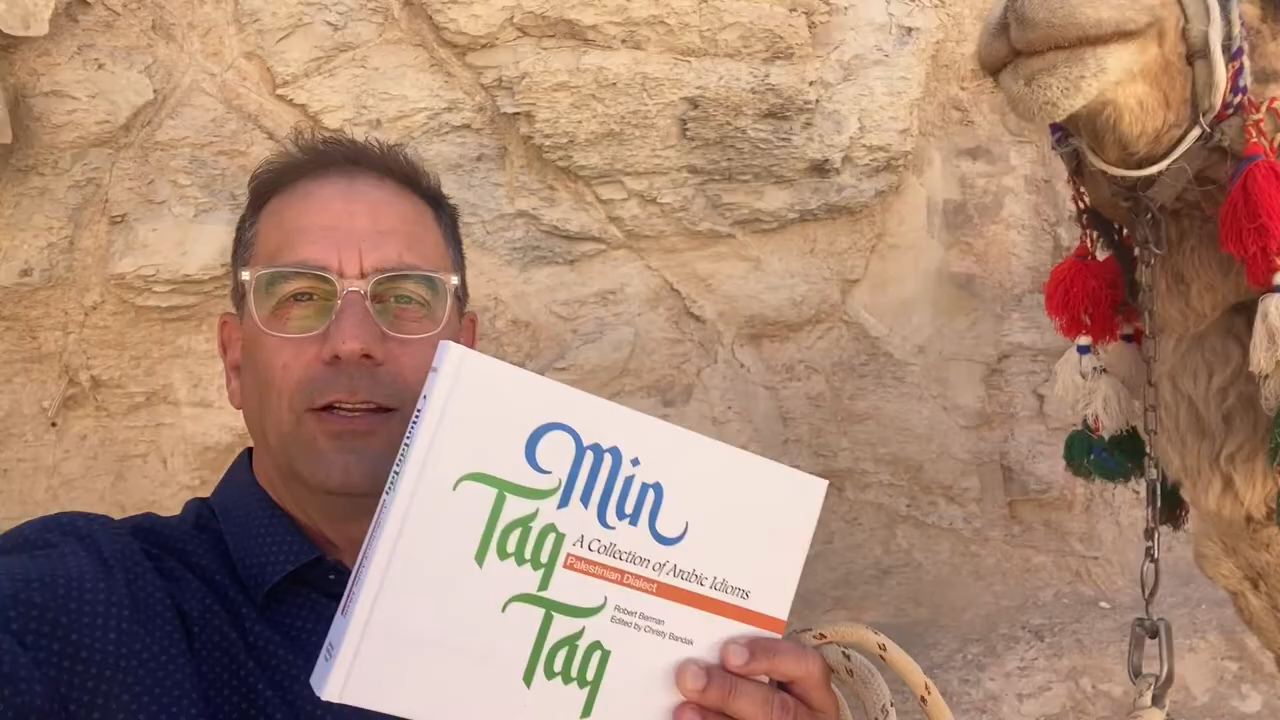 Min
Taq
A Collection of Arabic Idioms
Palestinian Dialect
Taq
Robert Berman
Edited by Christy Bandak